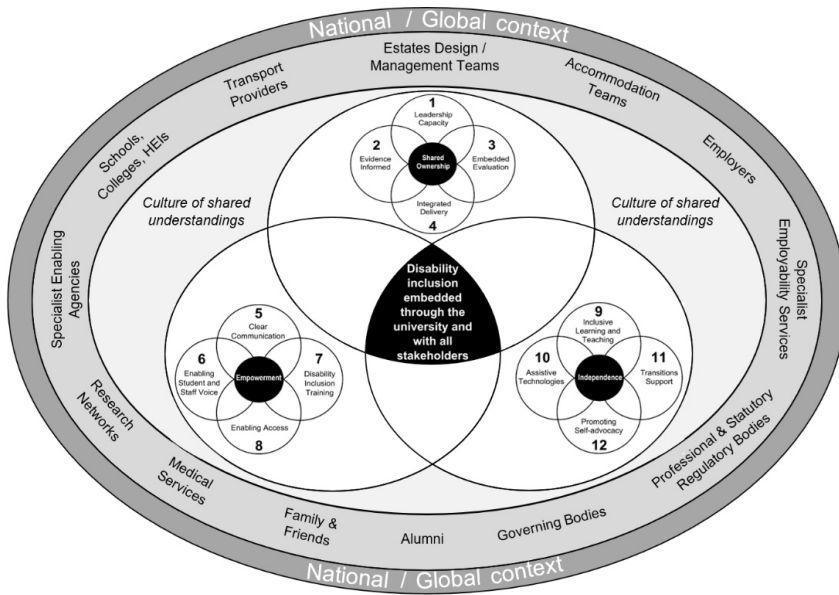 National / Global context
Estates Design /
Management Teams
Transport
Providers
Accommodation
Teams
Schools,
Colleges, HEIs
Employers
Specialist Enabling
Agencies
Specialist
Employability Services
Culture of shared
understandings
Culture of shared
understandings
1
Leadership
Capacity
2
Evidence
Informed
Shared
Ownership
3
Embedded
Evaluation
Integrated
Delivery
4
Disability
inclusion
embedded
through the
university and
with all
stakeholders
5
Clear
Communication
6
Enabling
Student and
Staff Voice
Empowerment
7
Disability
Inclusion
Training
Enabling Access
8
9
Inclusive
Learning and
Teaching
10
Assistive
Technologies
Independence
11
Transitions
Support
Promoting
Self-advocacy
12
Research
Networks
Medical
Services
Family &
Friends
Alumni
Governing Bodies
Professional & Statutory
Regulatory Bodies
National / Global context